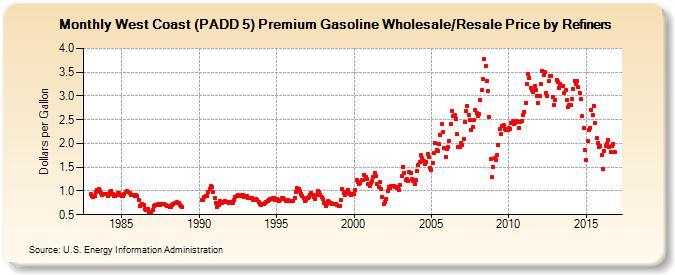 Monthly West Coast (PADD 5) Premium Gasoline Wholesale/Resale Price by Refiners
Dollars per Gallon
4.0
3.5
3.0
2.5
2.0
1.5
1.0
0.5
1985 1990 1995 2000 2005 2010 2015
Source: U.S. Energy Information Administration